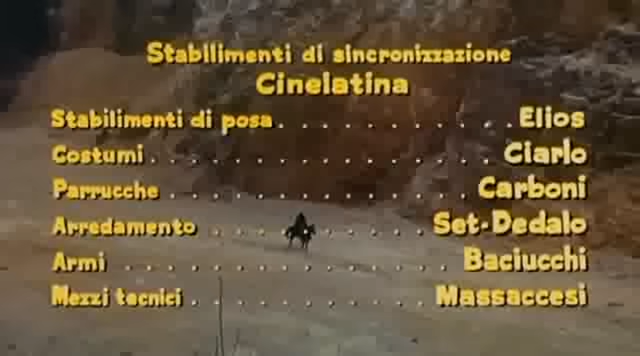 Stabilimenti di sincronizzazione
Cinelatina
Stabilimenti di posa . . . . . . . . . . . Elios
Costumi . . . . . . . . . . . . . . . . . Ciarlo
Parrucche . . . . . . . . . . . . . . Carboni
Arredamento . . . . . . . . . . Set-Dedalo
Armi . . . . . . . . . . . . . . . . Baciucchi
Mezzi tecnici . . . . . . . . . . . Massaccesi